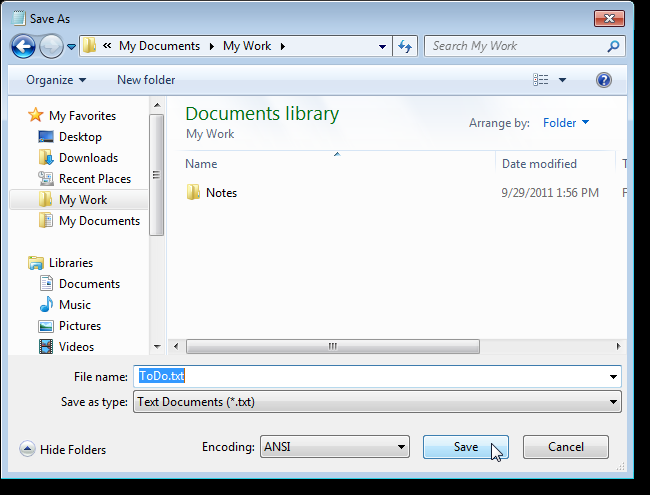 Save As
« My Documents My Work
Search My Work
Organize New folder
My Favorites
Desktop
Downloads
Recent Places
My Work
My Documents
Libraries
Documents
Music
Pictures
Videos
Documents library
My Work
Arrange by: Folder
Name Date modified T
Notes 9/29/2011 1:56 PM F
File name: ToDo.txt
Save as type: Text Documents (*.txt)
Hide Folders Encoding: ANSI Save Cancel